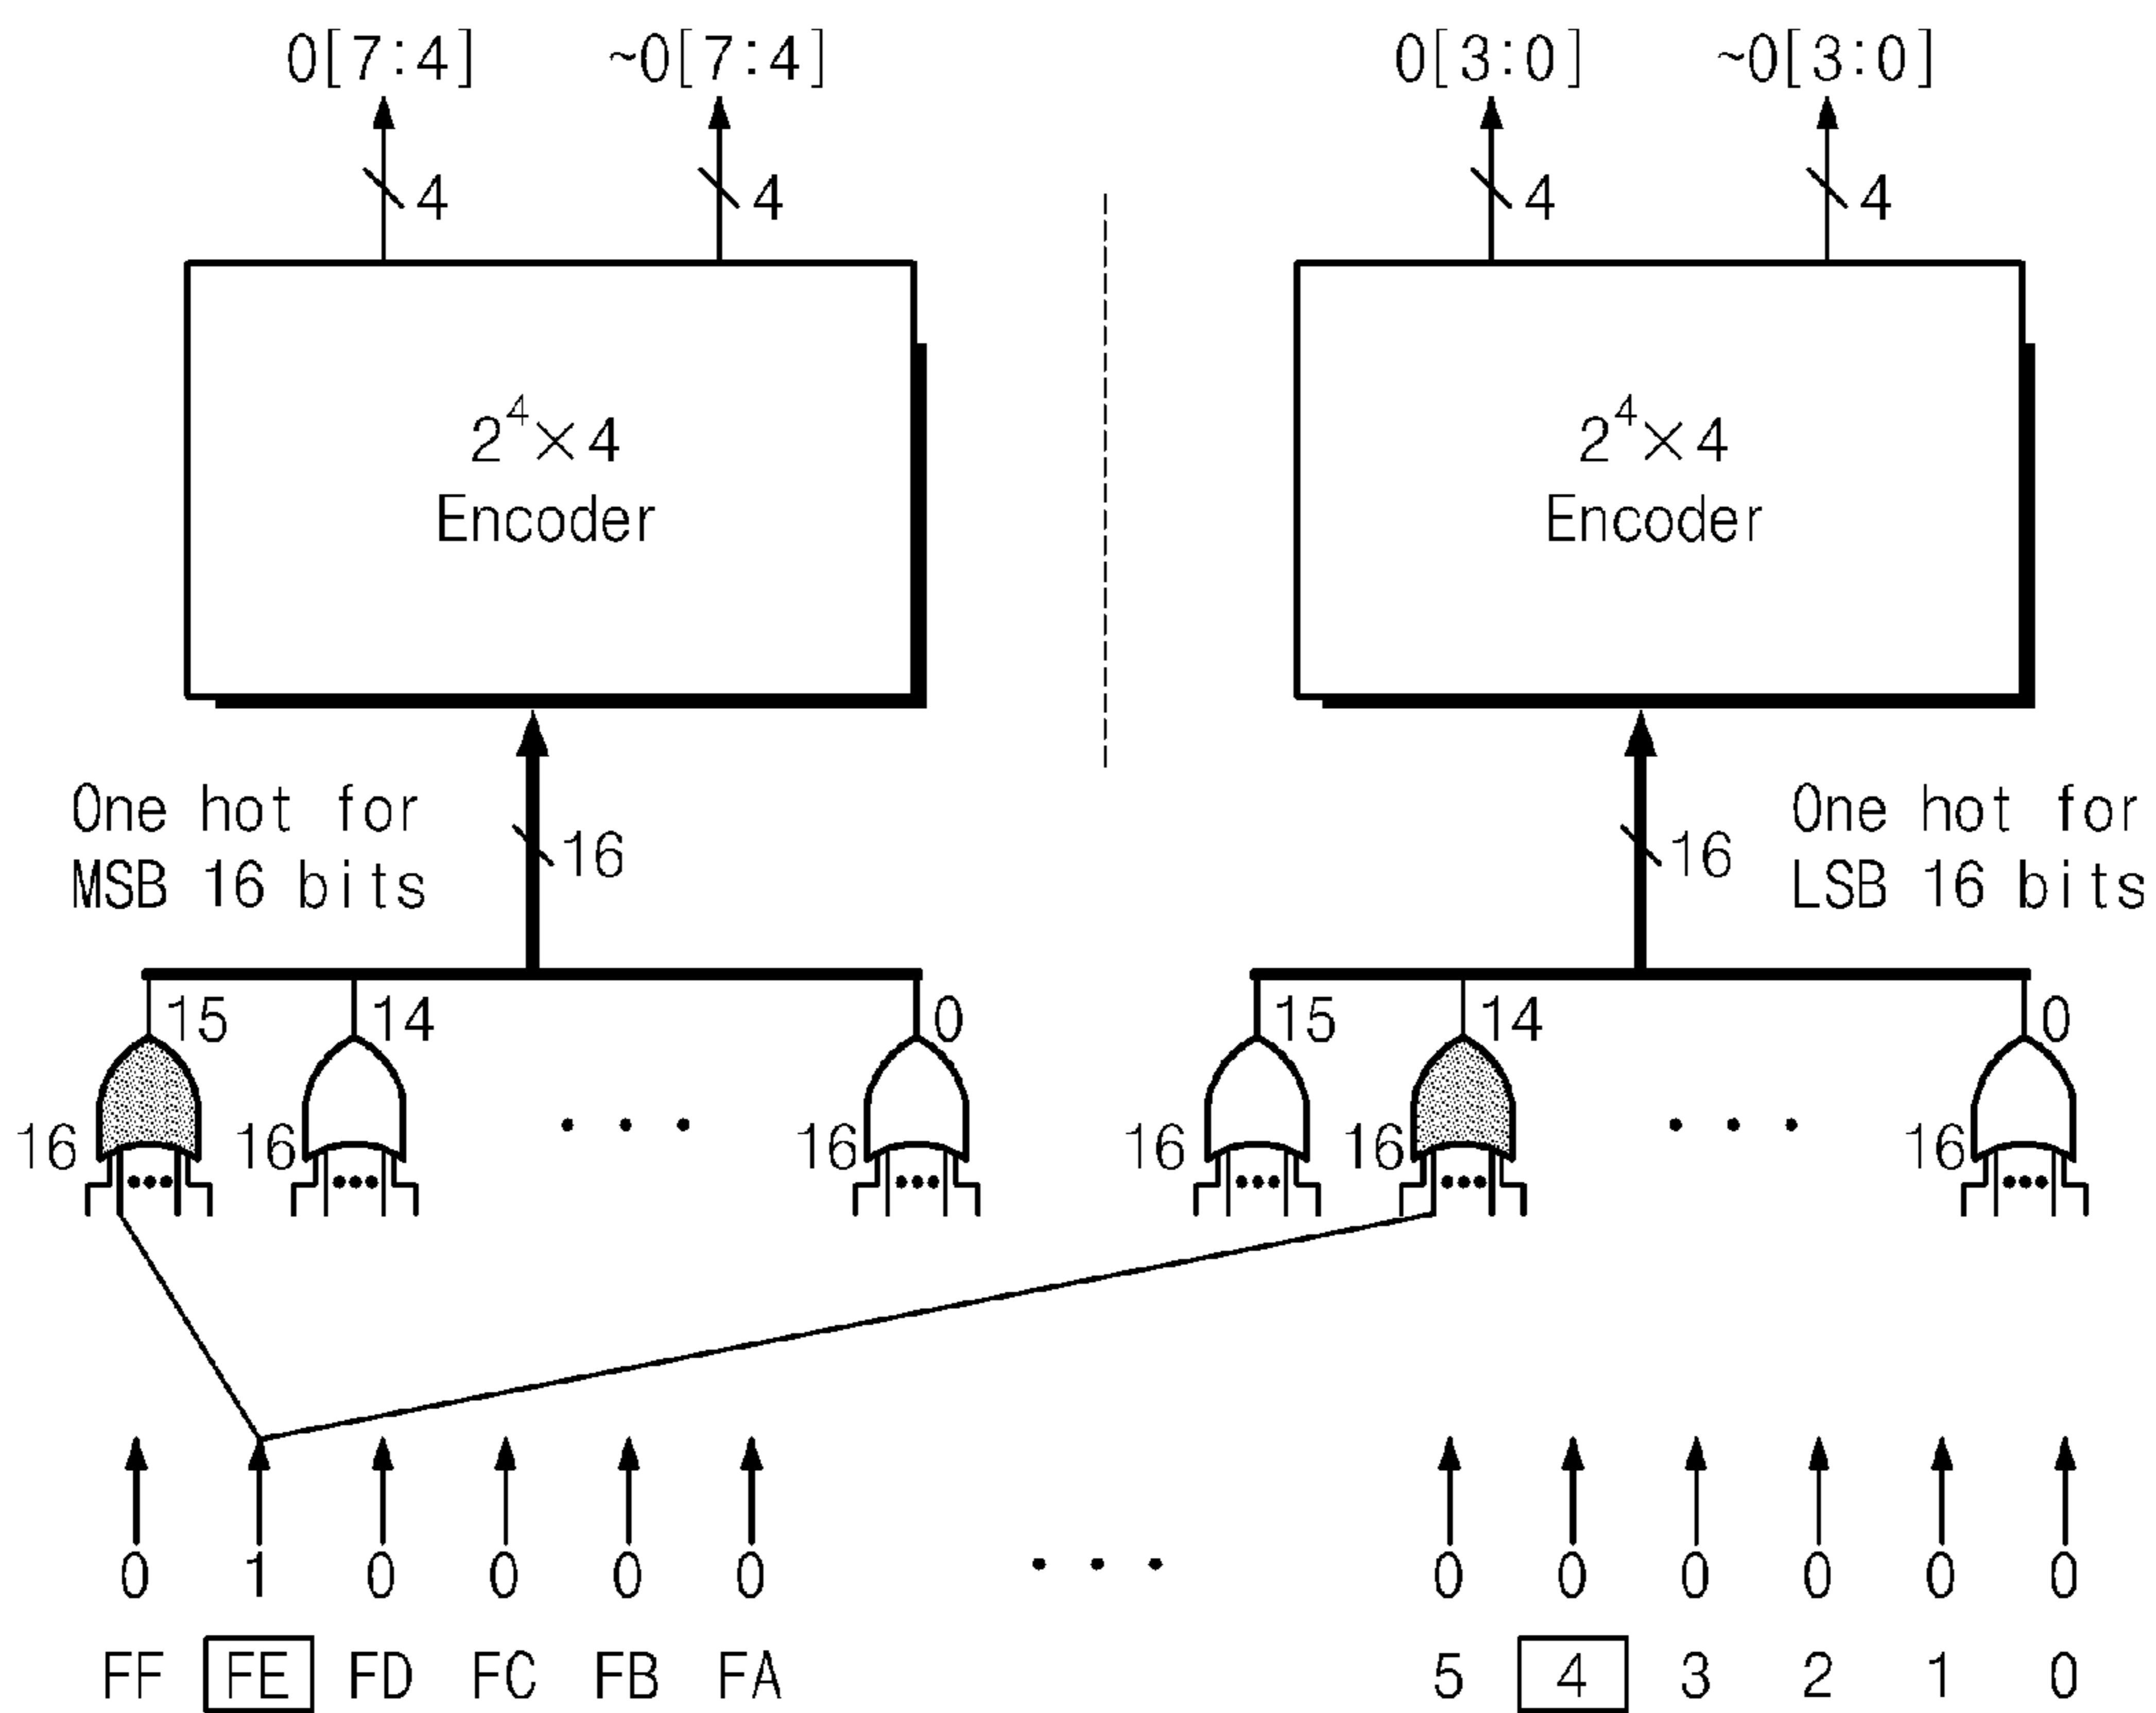 0[7:4] ~0[7:4] 0[3:0] ~0[3:0]
4 4 4 4
2⁴×4
Encoder
2⁴×4
Encoder
One hot for
MSB 16 bits
16
16
One hot for
LSB 16 bits
15 14 0 15 14 0
16 16 16 16 16 16
0 1 0 0 0 0 0 0 0 0 0 0
FF FE FD FC FB FA 5 4 3 2 1 0